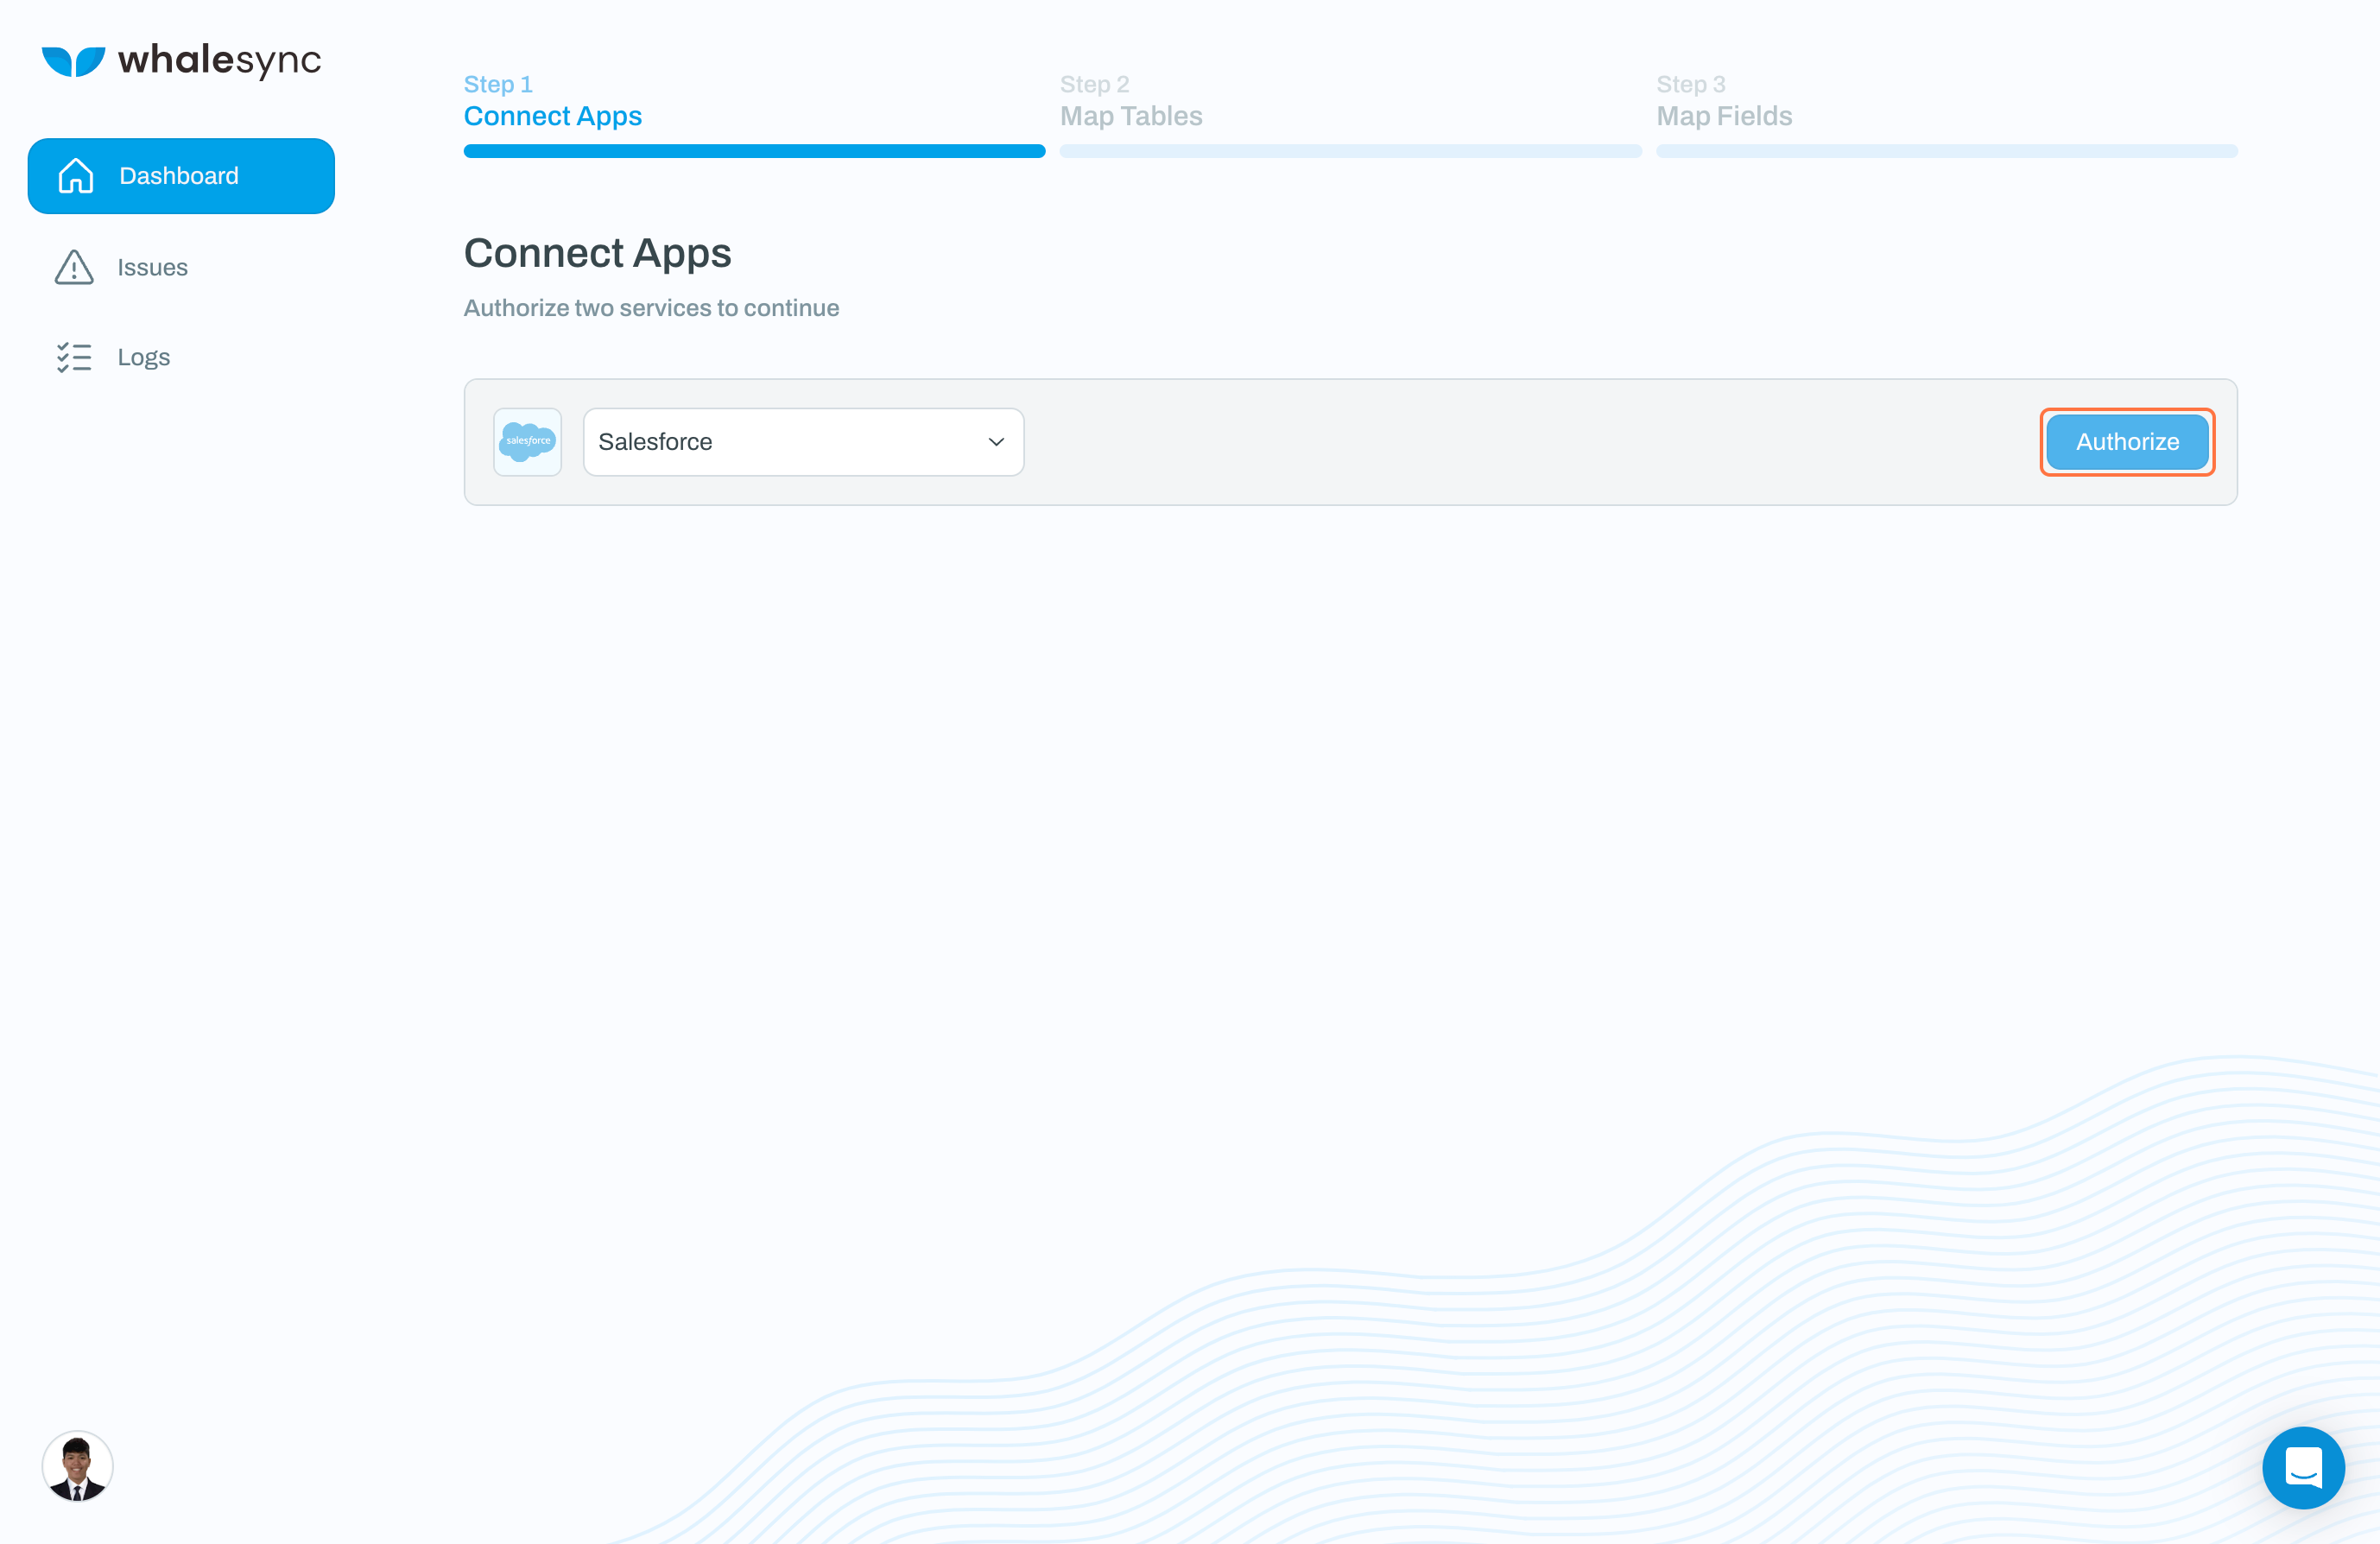 whalesync
Dashboard
Issues
Logs
Step 1
Connect Apps
Step 2
Map Tables
Step 3
Map Fields
Connect Apps
Authorize two services to continue
salesforce
Salesforce
Authorize